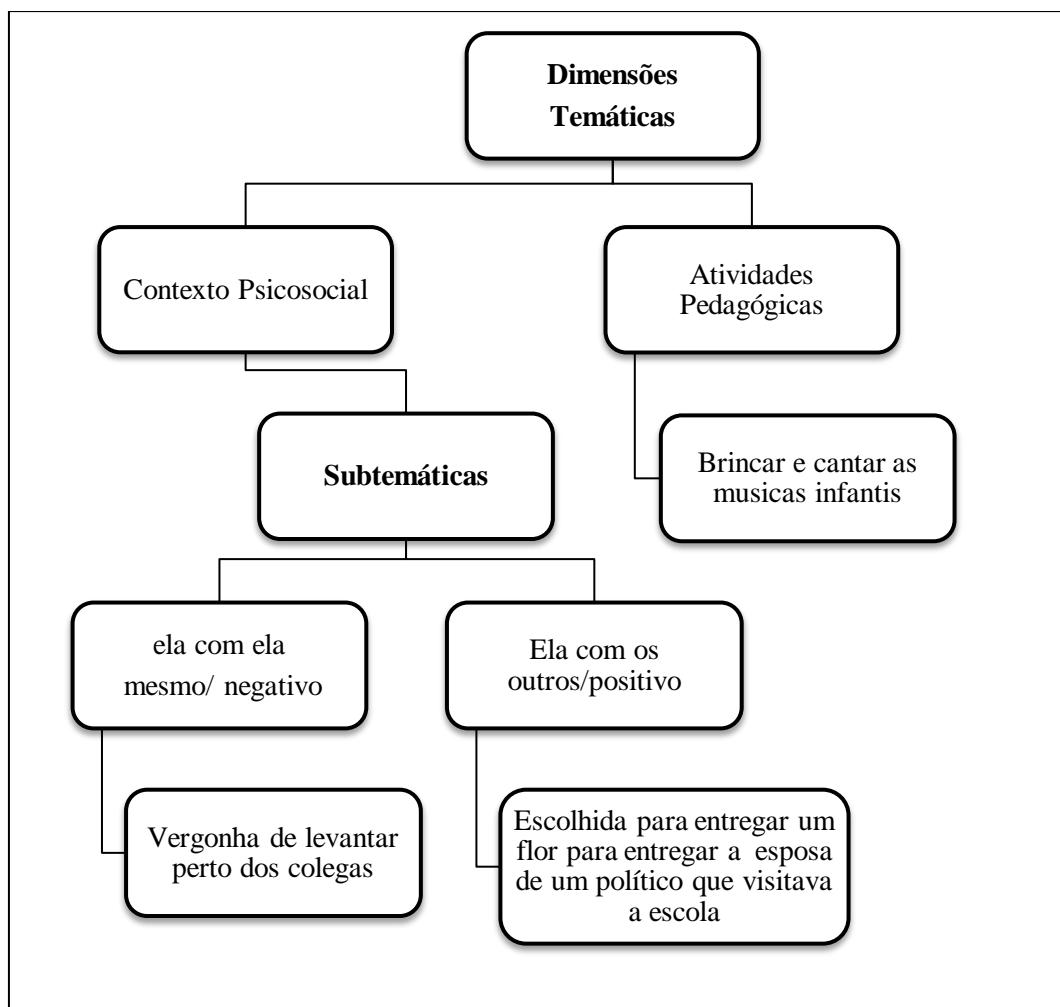 Dimensões
Temáticas
Contexto Psicosocial
Atividades
Pedagógicas
Subtemáticas
Brincar e cantar as
musicas infantis
ela com ela
mesmo/ negativo
Ela com os
outros/positivo
Vergonha de levantar
perto dos colegas
Escolhida para entregar um
flor para entregar a  esposa
de um político que visitava
a escola